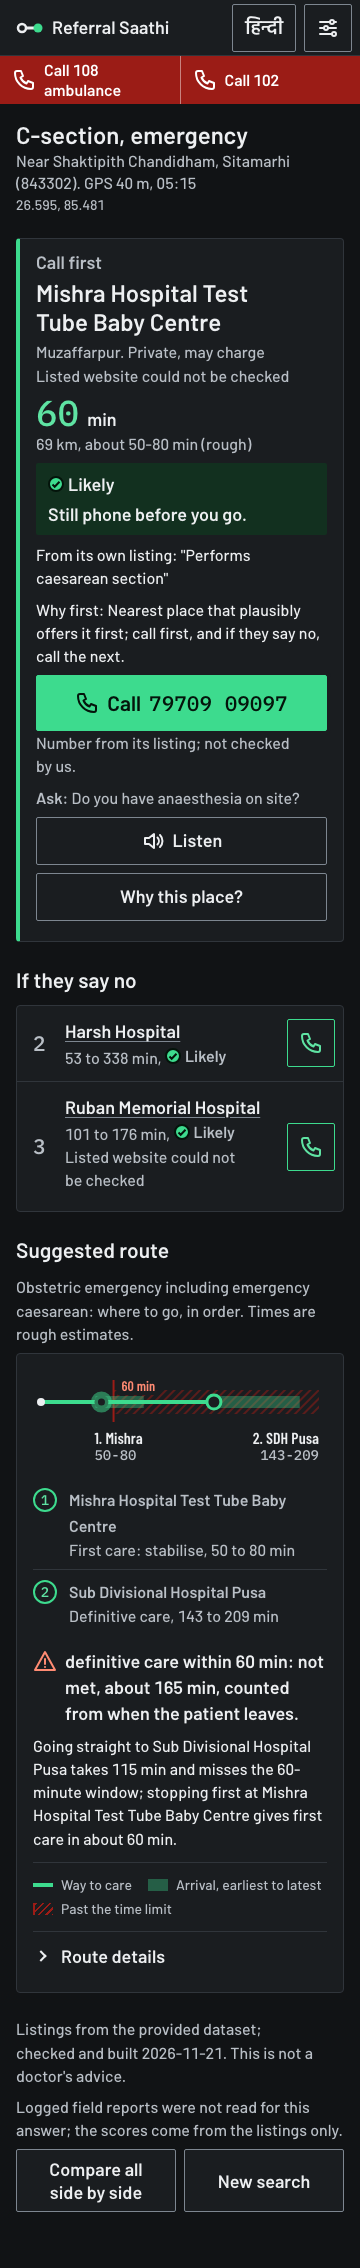 Referral Saathi
हिन्दी
Call 108
ambulance
Call 102
C-section, emergency
Near Shaktipith Chandidham, Sitamarhi
(843302). GPS 40 m, 05:15
26.595, 85.481
Call first
Mishra Hospital Test
Tube Baby Centre
Muzaffarpur. Private, may charge
Listed website could not be checked
60 min
69 km, about 50-80 min (rough)
Likely
Still phone before you go.
From its own listing: "Performs
caesarean section"
Why first: Nearest place that plausibly
offers it first; call first, and if they say no,
call the next.
Call 79709 09097
Number from its listing; not checked
by us.
Ask: Do you have anaesthesia on site?
Listen
Why this place?
If they say no
2
Harsh Hospital
53 to 338 min, Likely
3
Ruban Memorial Hospital
101 to 176 min, Likely
Listed website could not
be checked
Suggested route
Obstetric emergency including emergency
caesarean: where to go, in order. Times are
rough estimates.
60 min
1. Mishra
50-80
2. SDH Pusa
143-209
1
Mishra Hospital Test Tube Baby
Centre
First care: stabilise, 50 to 80 min
2
Sub Divisional Hospital Pusa
Definitive care, 143 to 209 min
definitive care within 60 min: not
met, about 165 min, counted
from when the patient leaves.
Going straight to Sub Divisional Hospital
Pusa takes 115 min and misses the 60-
minute window; stopping first at Mishra
Hospital Test Tube Baby Centre gives first
care in about 60 min.
Way to care
Arrival, earliest to latest
Past the time limit
Route details
Listings from the provided dataset;
checked and built 2026-11-21. This is not a
doctor's advice.
Logged field reports were not read for this
answer; the scores come from the listings only.
Compare all
side by side
New search